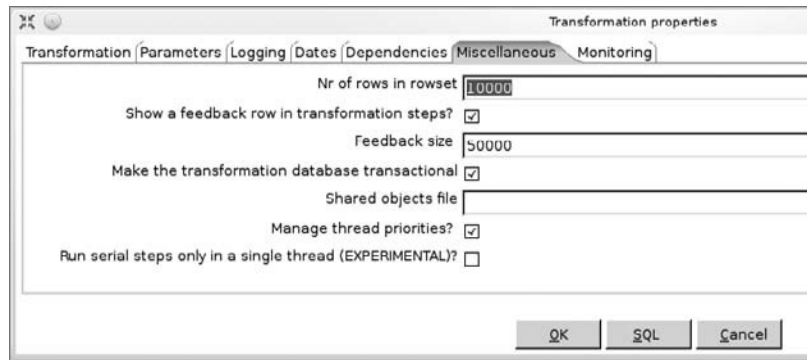 Transformation properties
Transformation Parameters Logging Dates Dependencies Miscellaneous Monitoring
Nr of rows in rowset 10000
Show a feedback row in transformation steps?
Feedback size 50000
Make the transformation database transactional
Shared objects file
Manage thread priorities?
Run serial steps only in a single thread (EXPERIMENTAL)?
OK SQL Cancel